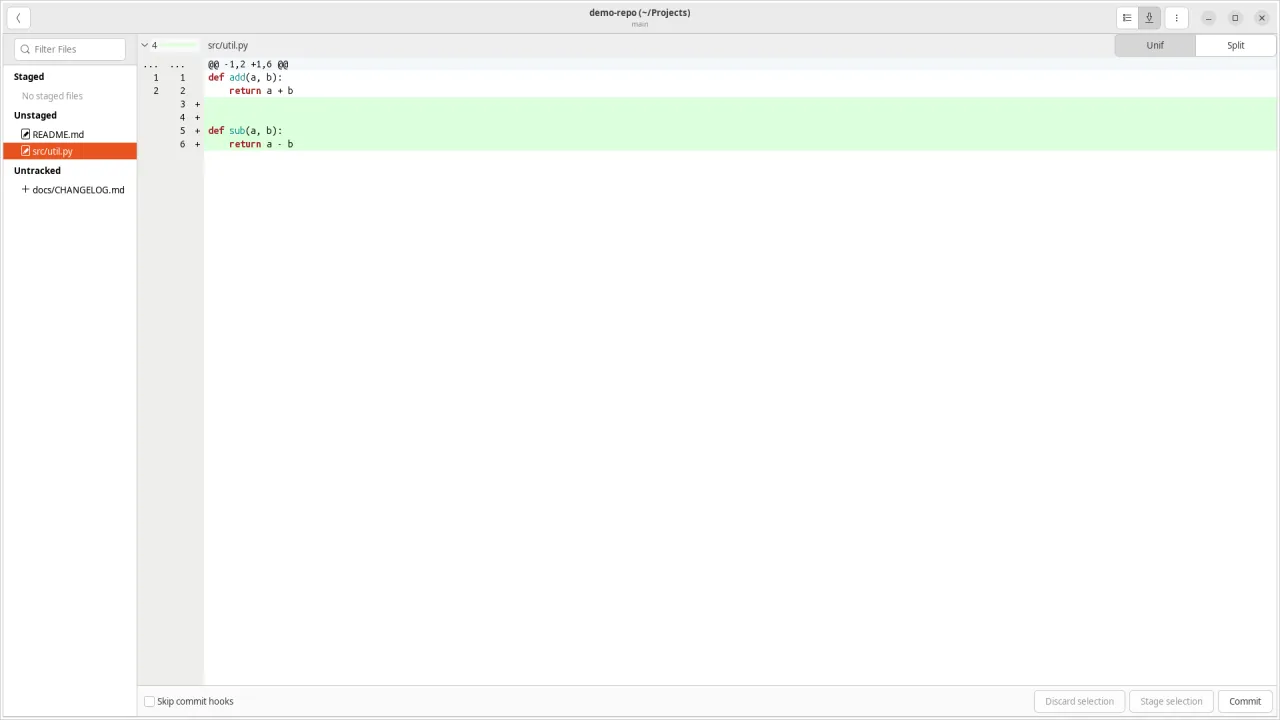 demo-repo (~/Projects)
main
Filter Files
4 src/util.py
Unif Split
Staged
No staged files
Unstaged
README.md
src/util.py
Untracked
docs/CHANGELOG.md
... ... @@ -1,2 +1,6 @@
1 1 def add(a, b):
2 2 return a + b
3 +
4 +
5 + def sub(a, b):
6 + return a - b
Skip commit hooks
Discard selection Stage selection Commit